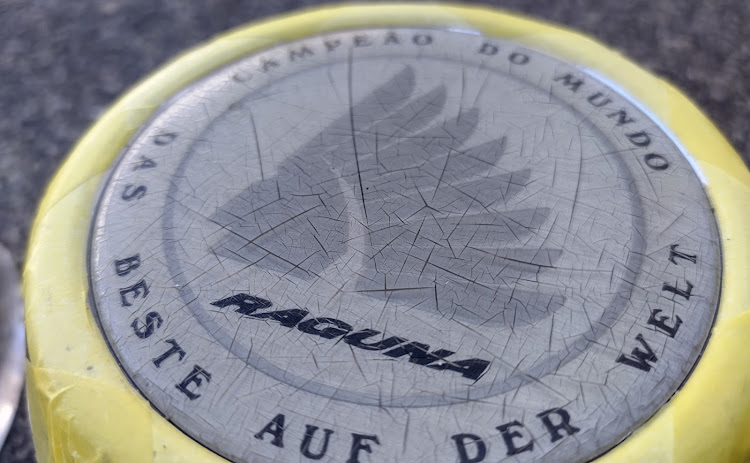 CAMPEÃO DO MUNDO
RAGUNA
DAS BESTE AUF DER WELT